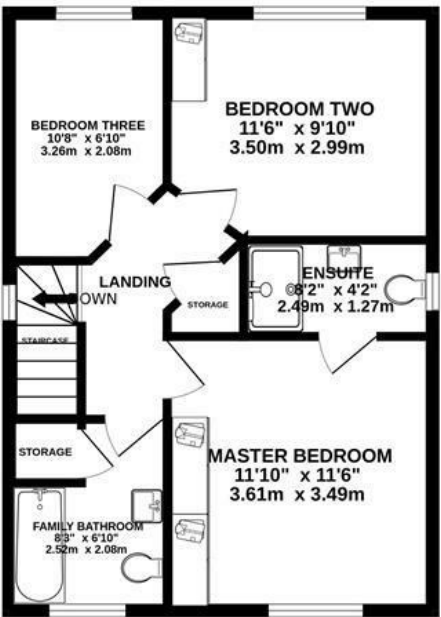 BEDROOM THREE
10'8" x 6'10"
3.26m x 2.08m
BEDROOM TWO
11'6" x 9'10"
3.50m x 2.99m
LANDING
OWN
STORAGE
ENSUITE
8'2" x 4'2"
2.49m x 1.27m
STAIRCASE
STORAGE
MASTER BEDROOM
11'10" x 11'6"
3.61m x 3.49m
FAMILY BATHROOM
8'3" x 6'10"
2.52m x 2.08m